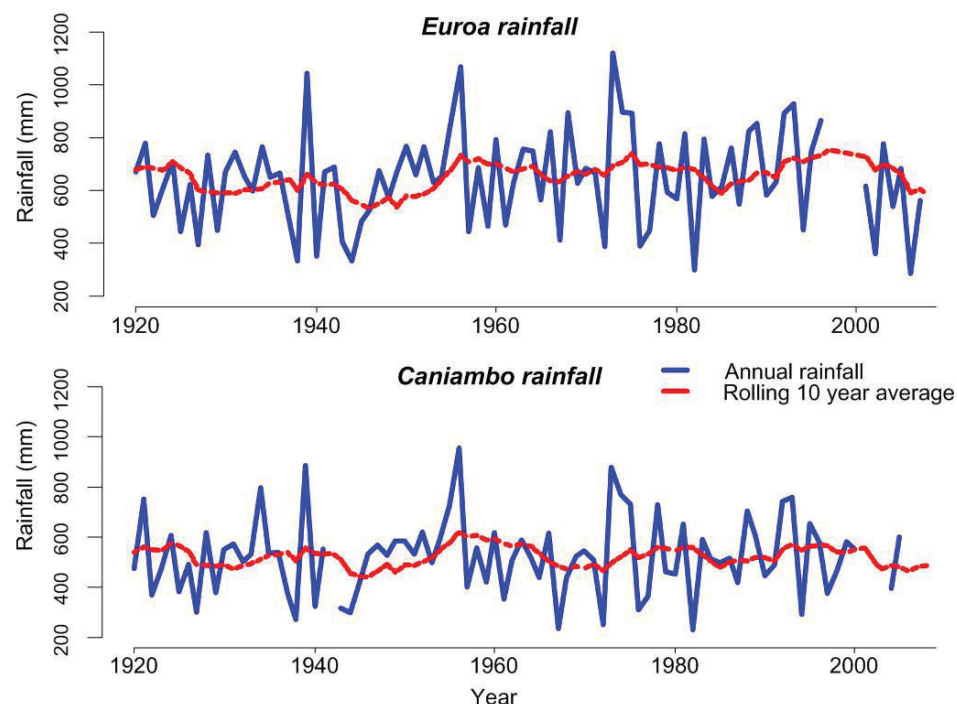 Euroa rainfall
Rainfall (mm)
1200
1000
800
600
400
200
1920 1940 1960 1980 2000
Caniambo rainfall
Annual rainfall
Rolling 10 year average
Rainfall (mm)
1200
1000
800
600
400
200
1920 1940 1960 1980 2000
Year